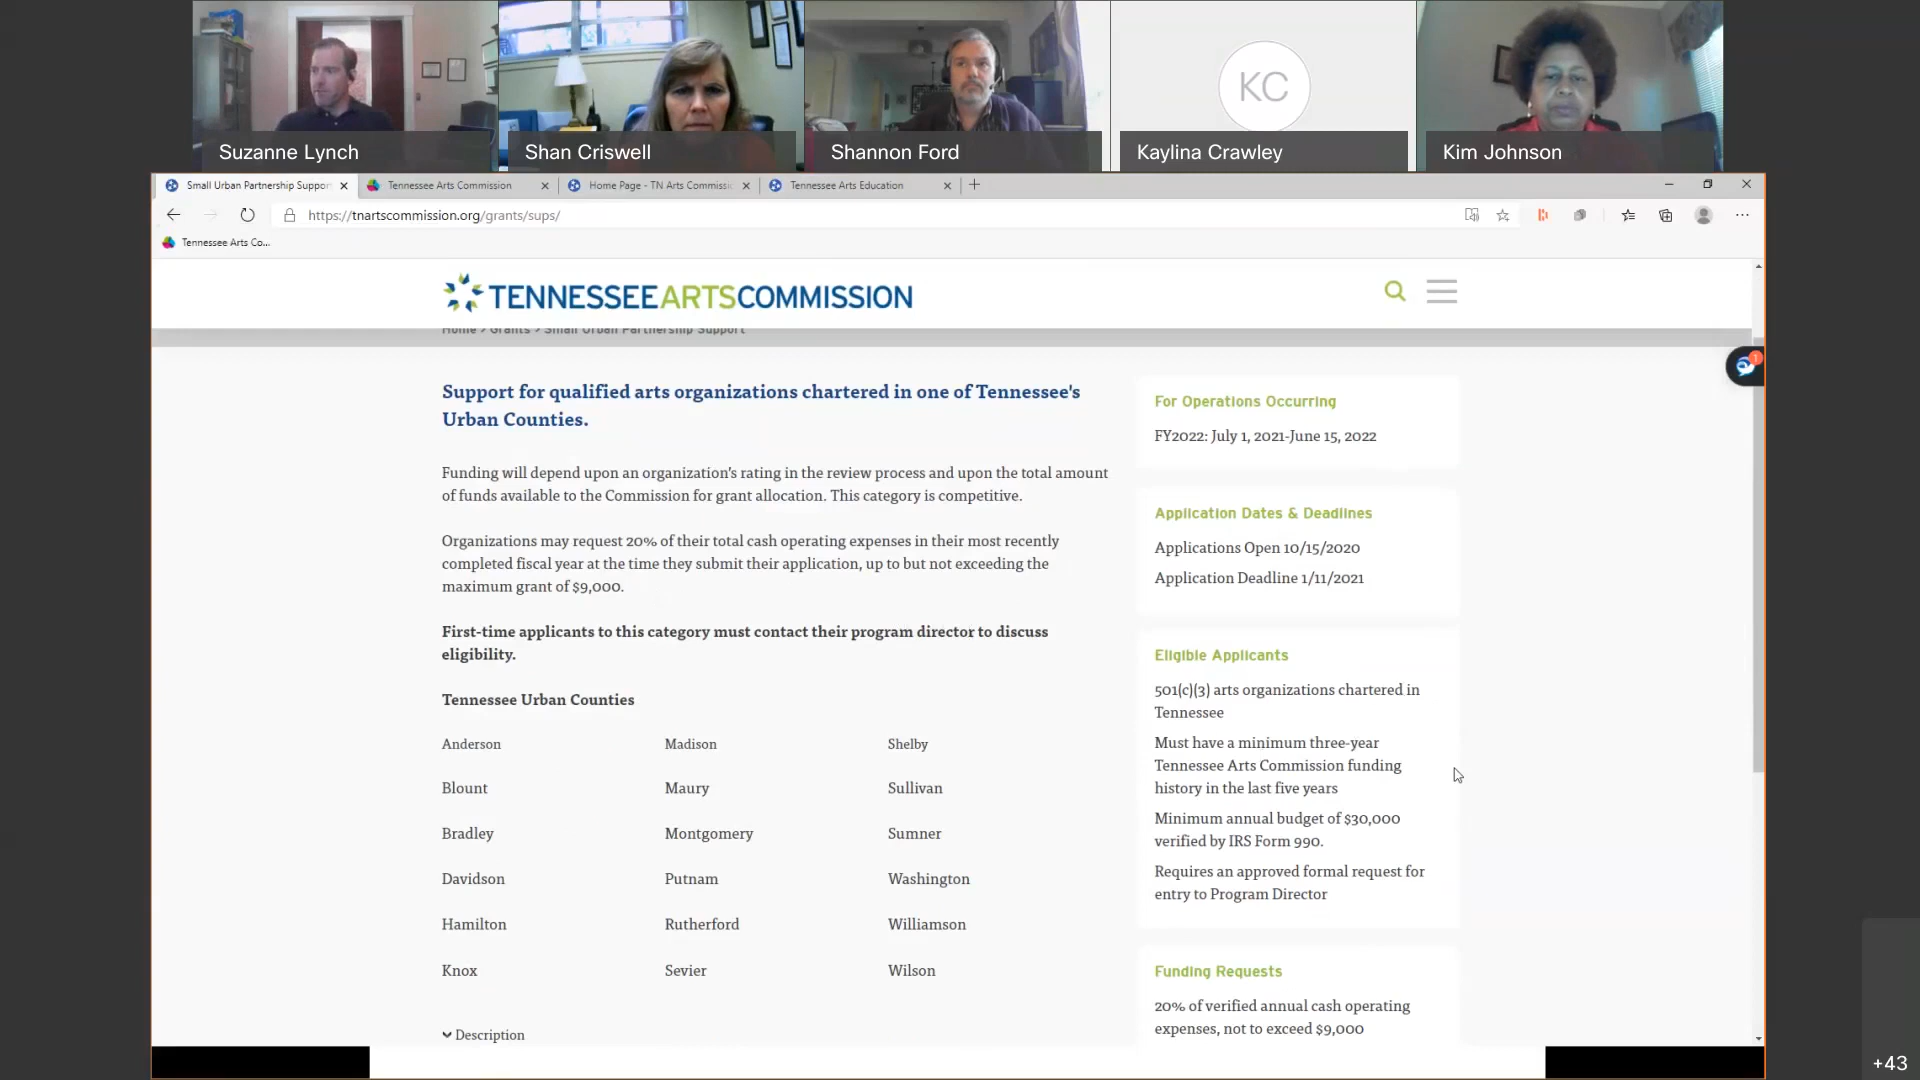 KC
Suzanne Lynch
Shan Criswell
Shannon Ford
Kaylina Crawley
Kim Johnson
Small Urban Partnership Suppor
Tennessee Arts Commission
Home Page - TN Arts Commissi
Tennessee Arts Education
https://tnartscommission.org/grants/sups/
Tennessee Arts Co...
TENNESSEEARTSCOMMISSION
Home > Grants > Small Urban Partnership Support
1
Support for qualified arts organizations chartered in one of Tennessee's
Urban Counties.
Funding will depend upon an organization's rating in the review process and upon the total amount
of funds available to the Commission for grant allocation. This category is competitive.
Organizations may request 20% of their total cash operating expenses in their most recently
completed fiscal year at the time they submit their application, up to but not exceeding the
maximum grant of $9,000.
First-time applicants to this category must contact their program director to discuss
eligibility.
Tennessee Urban Counties
Anderson Madison Shelby
Blount Maury Sullivan
Bradley Montgomery Sumner
Davidson Putnam Washington
Hamilton Rutherford Williamson
Knox Sevier Wilson
Description
For Operations Occurring
FY2022: July 1, 2021-June 15, 2022
Application Dates & Deadlines
Applications Open 10/15/2020
Application Deadline 1/11/2021
Eligible Applicants
501(c)(3) arts organizations chartered in
Tennessee
Must have a minimum three-year
Tennessee Arts Commission funding
history in the last five years
Minimum annual budget of $30,000
verified by IRS Form 990.
Requires an approved formal request for
entry to Program Director
Funding Requests
20% of verified annual cash operating
expenses, not to exceed $9,000
+43